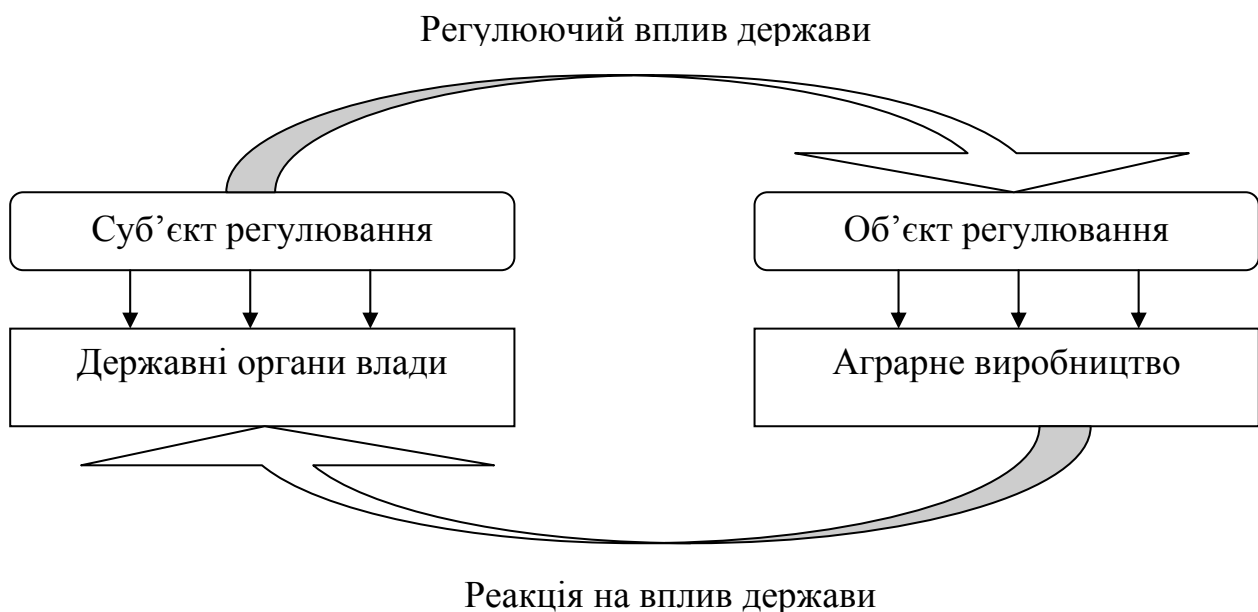 Регулюючий вплив держави
Суб’єкт регулювання
Об’єкт регулювання
Державні органи влади
Аграрне виробництво
Реакція на вплив держави